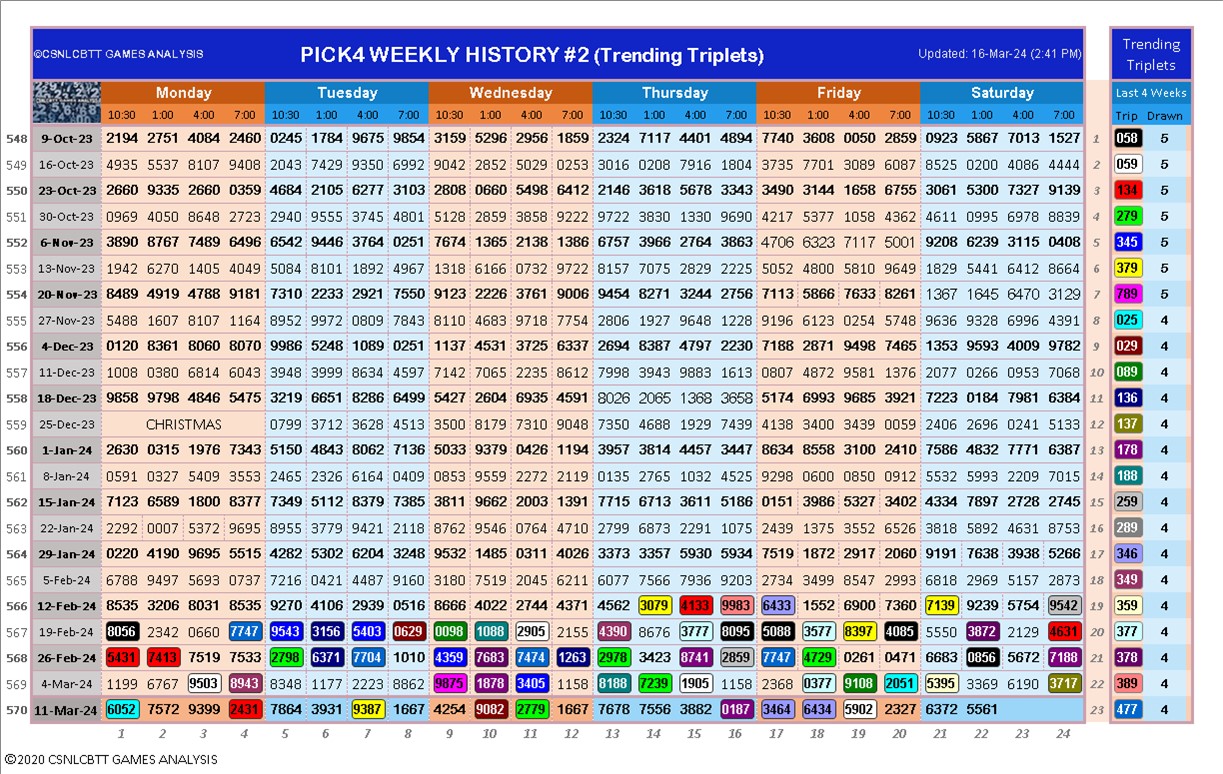 ©CSNLCBTT GAMES ANALYSIS PICK4 WEEKLY HISTORY #2 (Trending Triplets) Updated: 16-Mar-24 (2:41 PM) Trending
Triplets
Monday Tuesday Wednesday Thursday Friday Saturday Last 4 Weeks
10:30 1:00 4:00 7:00 10:30 1:00 4:00 7:00 10:30 1:00 4:00 7:00 10:30 1:00 4:00 7:00 10:30 1:00 4:00 7:00 10:30 1:00 4:00 7:00 Trip Drawn
548 9-Oct-23 2194 2751 4084 2460 0245 1784 9675 9854 3159 5296 2956 1859 2324 7117 4401 4894 7740 3608 0050 2859 0923 5867 7013 1527 1 058 5
549 16-Oct-23 4935 5537 8107 9408 2043 7429 9350 6950 9042 2852 5029 0253 3016 0208 7916 1804 3735 7701 3089 6087 8525 0200 4086 4444 2 059 5
550 23-Oct-23 2660 9335 2660 0359 4684 2105 6277 3103 2808 0660 5498 6412 2146 3618 5678 3343 3490 3144 1658 6755 3061 5300 7327 9139 3 134 5
551 30-Oct-23 0969 4050 8648 2723 2940 9555 3745 4801 5128 2859 3858 9222 9722 3830 1330 9690 4217 5377 1058 4362 4611 0995 6978 8839 4 279 5
552 6-Nov-23 3890 8767 7489 6496 6542 9446 3764 0251 7674 1365 2138 1386 6757 3966 2764 3863 4706 6323 7117 5001 9208 6239 3115 0408 5 345 5
553 13-Nov-23 1942 6270 1405 4049 5084 8101 1892 4967 1318 6166 0732 9722 8157 7075 2829 2225 5052 4800 5810 9649 1829 5441 6412 8664 6 379 5
554 20-Nov-23 8489 4919 4788 9181 7310 2233 2921 7550 9123 2226 3761 9006 9454 8271 3244 2756 7113 5866 7633 8261 1367 1645 6470 3129 7 789 5
555 27-Nov-23 5488 1607 8107 1164 8952 9972 0809 7843 8110 4683 9718 7754 2806 1927 9648 1228 9196 6123 0254 5748 9636 9328 6996 4391 8 025 4
556 4-Dec-23 0120 8361 8060 8070 9986 5248 1089 0291 1137 4531 3725 6337 2694 8387 4797 2230 7188 2871 9498 7465 1353 9593 4009 9782 9 029 4
557 11-Dec-23 1008 0380 6814 6043 3948 3999 8634 4597 7142 7065 2235 8612 7998 3943 9883 1613 0807 4872 9581 1376 2077 0266 0953 7068 10 089 4
558 18-Dec-23 9858 9798 4846 5475 3219 6651 8286 6499 5427 2604 6935 4591 8026 2065 1368 3658 5174 6993 9685 3921 7223 0184 7981 6384 11 136 4
559 25-Dec-23 CHRISTMAS 0799 3712 3628 4513 3500 8179 7310 9048 7350 4688 1929 7439 4138 3400 3439 0059 2406 2696 0241 5133 12 137 4
560 1-Jan-24 2630 0315 1976 7343 5150 4843 8062 7136 5033 9379 0426 1194 3957 3814 4457 3447 8634 8558 3100 2410 7586 4832 7771 6387 13 178 4
561 8-Jan-24 0591 0327 5409 3553 2465 2326 6164 0409 0853 9559 2272 2119 0135 2765 1032 4525 9298 0600 0850 0912 5532 5993 2209 7015 14 188 4
562 15-Jan-24 7123 6589 1800 8377 7349 5112 8379 7385 3811 9662 2003 1391 7715 6713 3611 5186 0151 3986 5327 3402 4334 7897 2728 2745 15 259 4
563 22-Jan-24 2292 0007 5372 9695 8955 3779 9421 2118 8762 9546 0764 4710 2799 6873 2291 1075 2439 1375 3552 6526 3818 5892 4631 8753 16 289 4
564 29-Jan-24 0220 4190 9695 5515 4282 5302 6204 3248 9532 1485 0311 4026 3373 3357 5930 5934 7519 1872 2917 2060 9191 7638 3938 5266 17 346 4
565 5-Feb-24 6788 9497 5693 0737 7216 0421 4487 9160 3180 7519 2045 6211 6077 7566 7936 9203 2734 3499 8547 2993 6818 2969 5157 2873 18 349 4
566 12-Feb-24 8535 3206 8031 8535 9270 4106 2939 0516 8666 4022 2744 4371 4562 3079 4133 9983 6433 1552 6900 7360 7139 9239 5754 9542 19 359 4
567 19-Feb-24 8056 2342 0660 7747 9543 3156 5403 0629 0098 1088 2905 2155 4390 8676 3777 8095 5088 3577 8397 4085 5550 3872 2129 4631 20 377 4
568 26-Feb-24 5431 7413 7519 7533 2798 6371 7704 1010 4359 7683 7474 1263 2978 3423 8741 2859 7747 4729 0261 0471 6683 0856 5672 7188 21 378 4
569 4-Mar-24 1199 6767 9503 8943 8348 1177 2223 8862 9875 1878 3405 1158 8188 7239 1905 1158 2368 0377 9108 2051 5395 3369 6190 3717 22 389 4
570 11-Mar-24 6052 7572 9399 2431 7864 3931 9387 1667 4254 9082 2779 1667 7678 7556 3882 0187 3464 6434 5902 2327 6372 5561 23 477 4
1 2 3 4 5 6 7 8 9 10 11 12 13 14 15 16 17 18 19 20 21 22 23 24
©2020 CSNLCBTT GAMES ANALYSIS